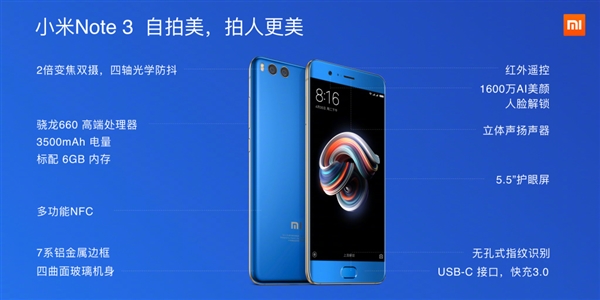 小米Note 3 自拍美，拍人更美
mi
2倍变焦双摄，四轴光学防抖
骁龙660 高端处理器
3500mAh 电量
标配 6GB 内存
多功能NFC
7系铝合金属边框
四曲面玻璃机身
mi
8:16
红外遥控
1600万AI美颜
人脸解锁
立体声扬声器
5.5"护眼屏
无孔式指纹识别
USB-C 接口，快充3.0